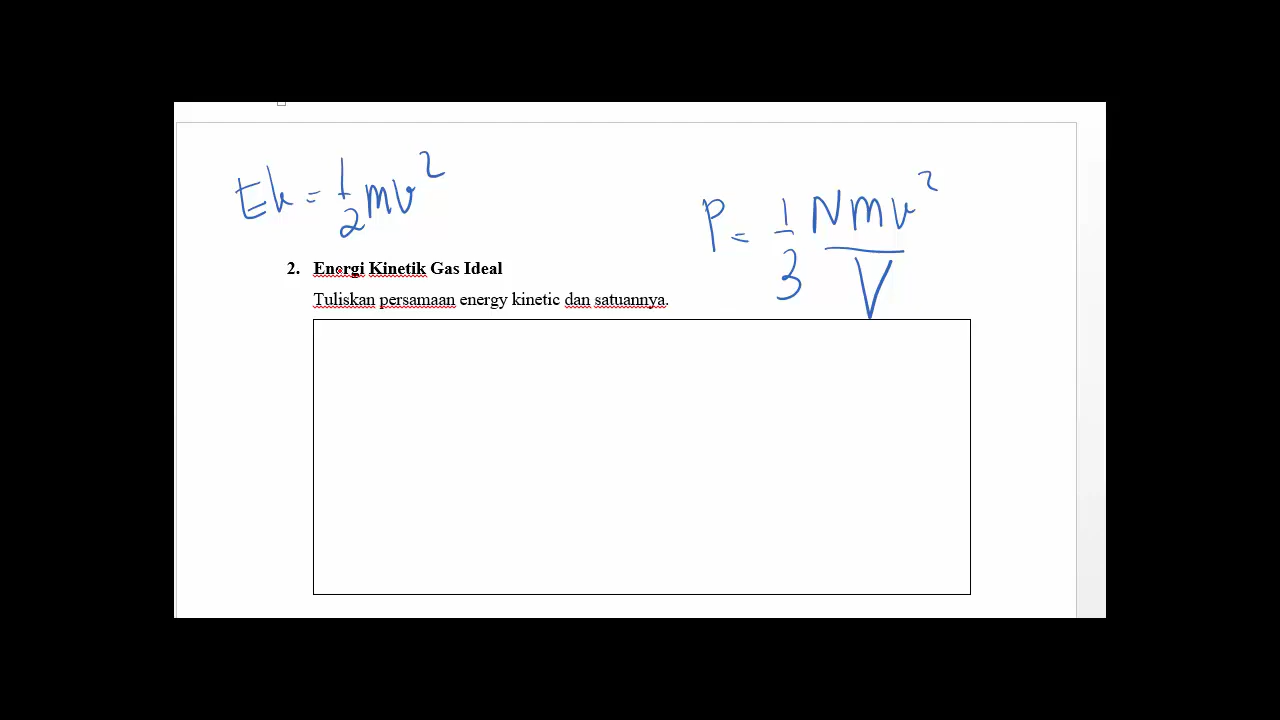 Ek = 1/2 mv²
P = 1/3 Nmv²/V
2. Energi Kinetik Gas Ideal
Tuliskan persamaan energy kinetic dan satuannya.